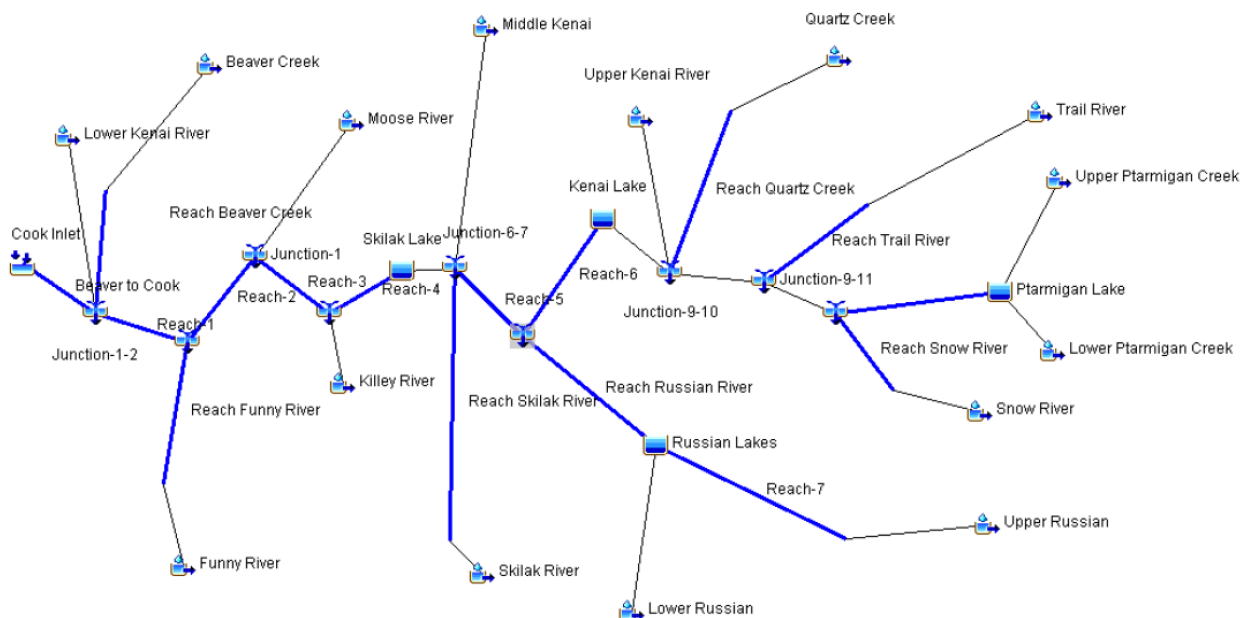 Middle Kenai
Quartz Creek
Beaver Creek
Upper Kenai River
Lower Kenai River
Moose River
Trail River
Upper Ptarmigan Creek
Kenai Lake
Reach Quartz Creek
Reach Beaver Creek
Cook Inlet
Skilak Lake
Junction-6-7
Junction-1
Reach Trail River
Beaver to Cook
Reach-3
Reach-4
Reach-6
Junction-9-11
Ptarmigan Lake
Reach-2
Reach-5
Junction-9-10
Reach-1
Junction-1-2
Reach Snow River
Lower Ptarmigan Creek
Killey River
Reach Skilak River
Reach Russian River
Reach Funny River
Snow River
Russian Lakes
Reach-7
Upper Russian
Funny River
Skilak River
Lower Russian